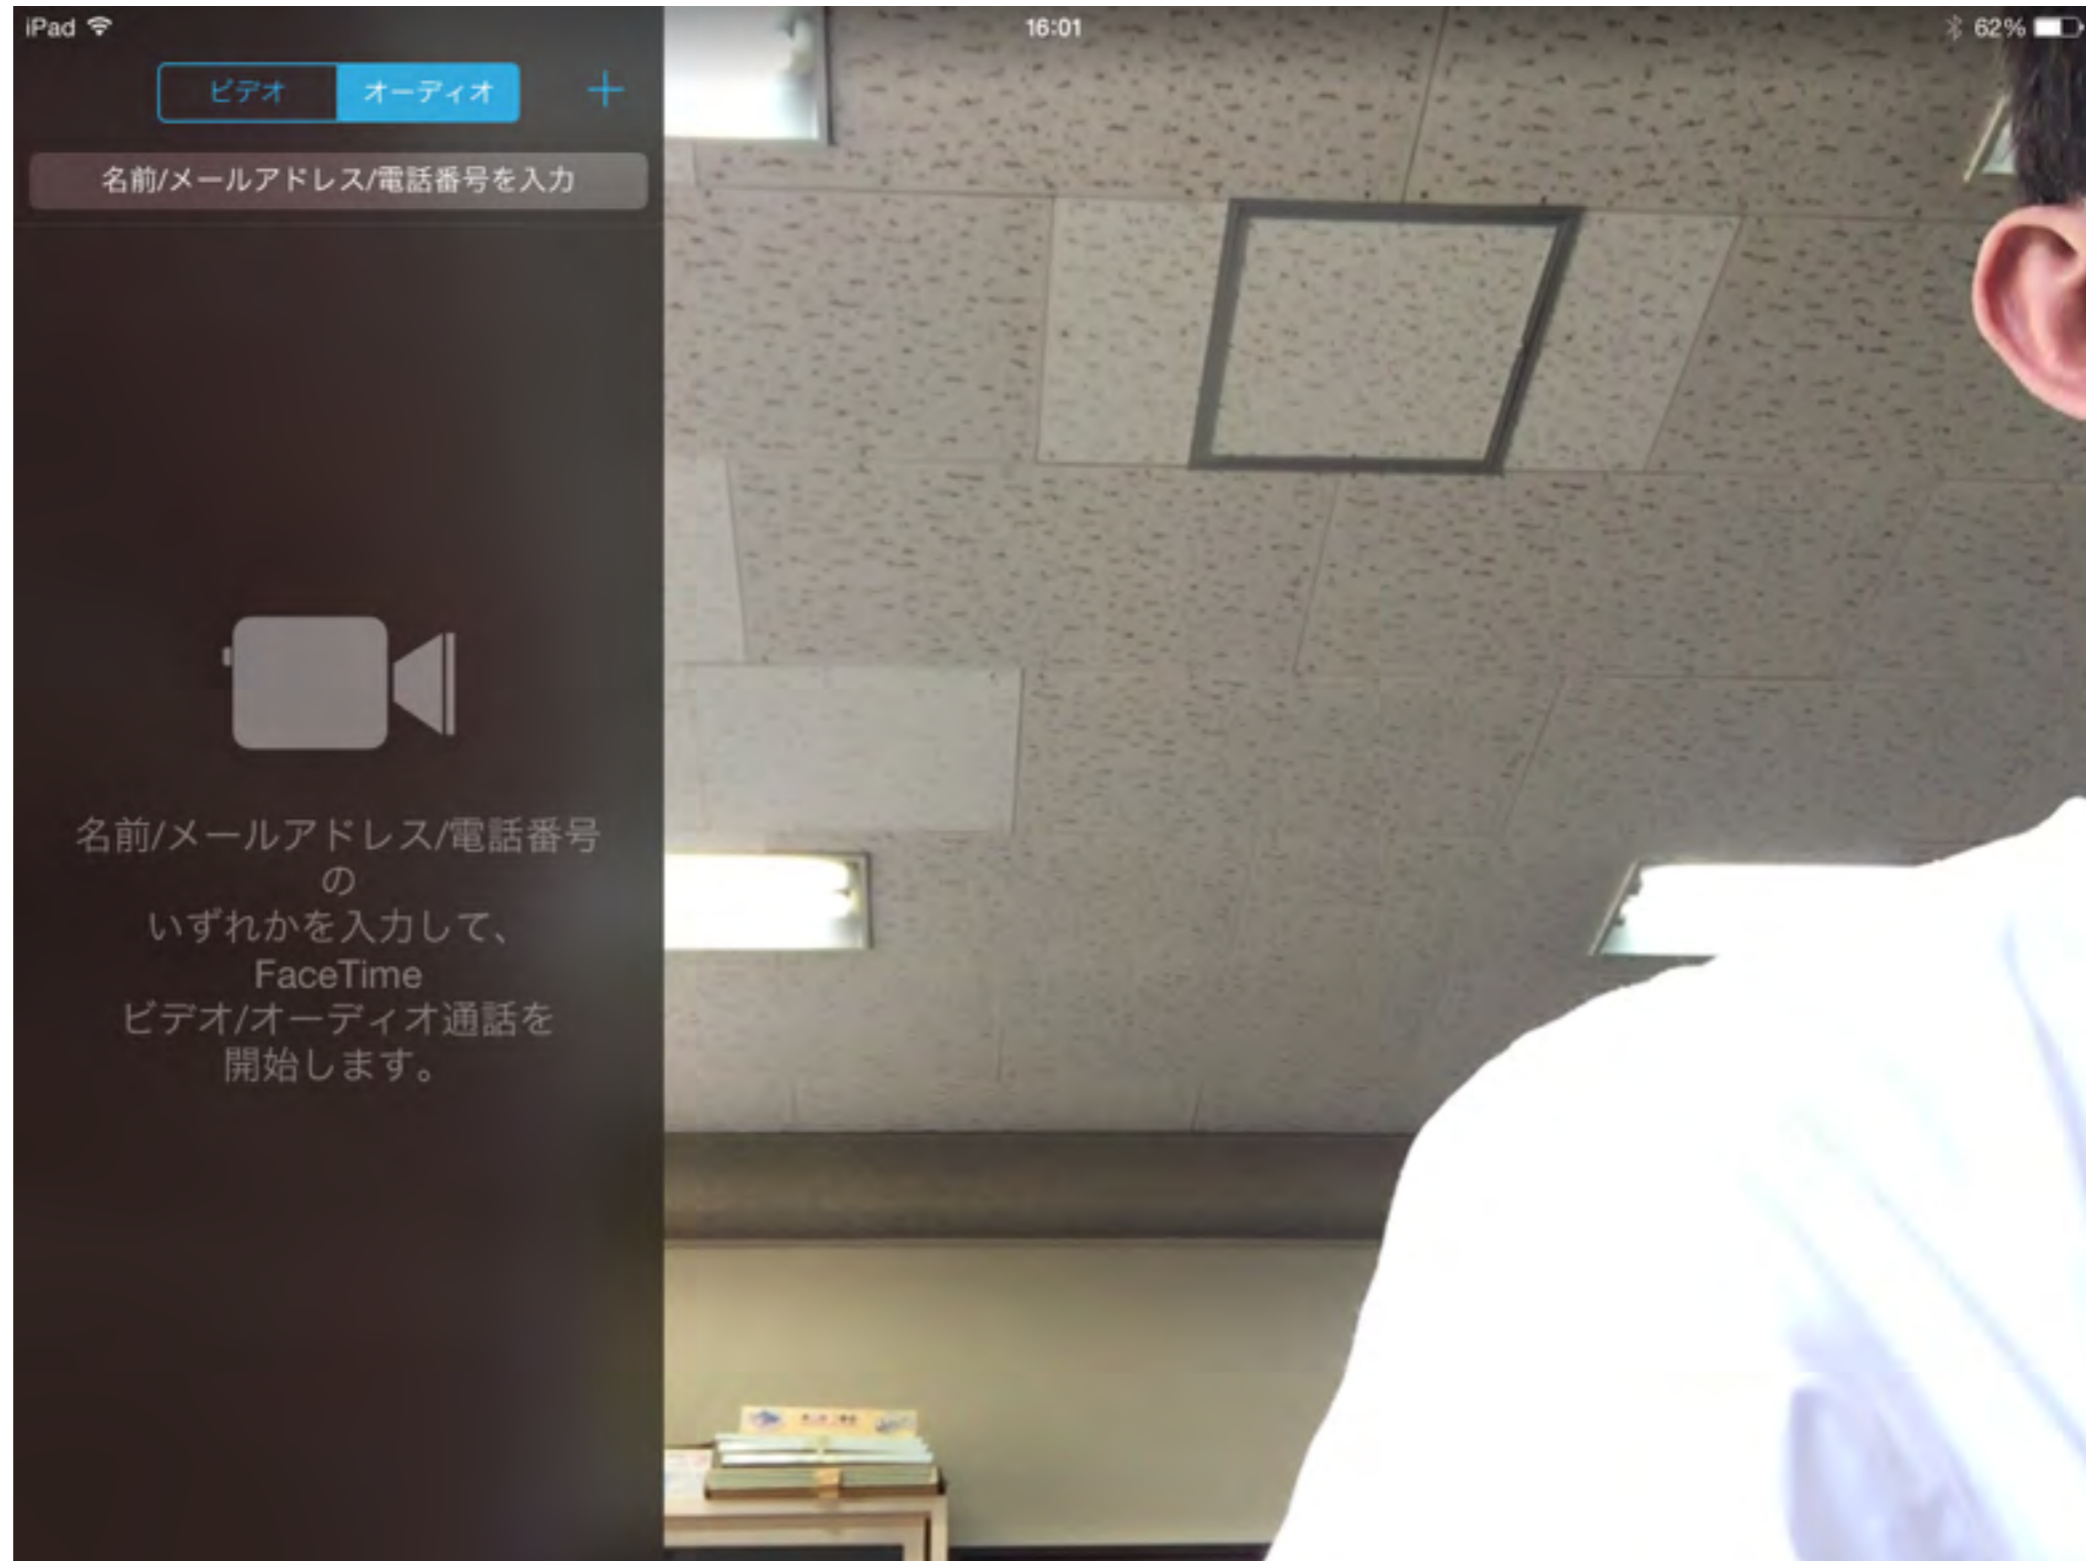 iPad 16:01 62%
ビデオ オーディオ +
名前/メールアドレス/電話番号を入力
名前/メールアドレス/電話番号
の
いずれかを入力して、
FaceTime
ビデオ/オーディオ通話を
開始します。